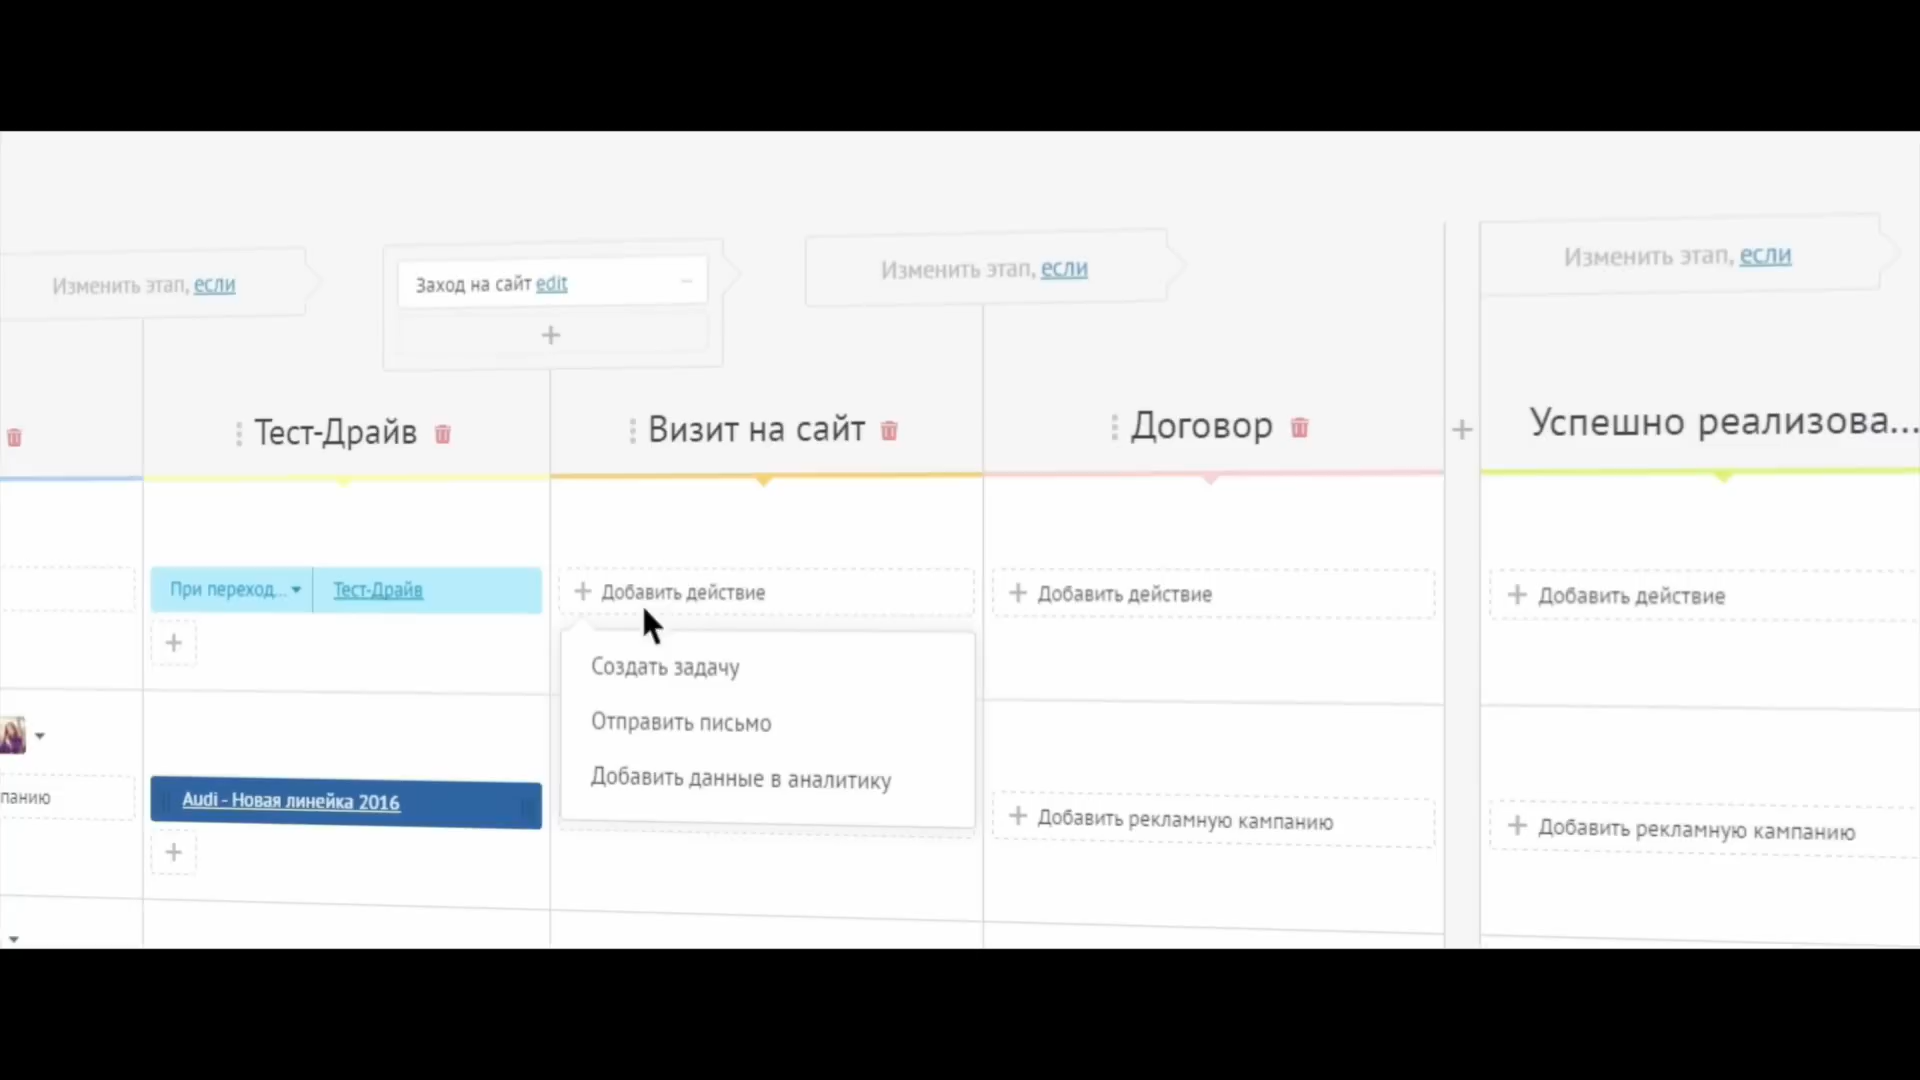 Изменить этап, если
Заход на сайт edit
Изменить этап, если
Изменить этап, если
Тест-Драйв
Визит на сайт
Договор
Успешно реализова...
При переход...
Тест-Драйв
Добавить действие
Добавить действие
Добавить действие
Создать задачу
Отправить письмо
Добавить данные в аналитику
панию
Audi - Новая линейка 2016
Добавить рекламную кампанию
Добавить рекламную кампанию